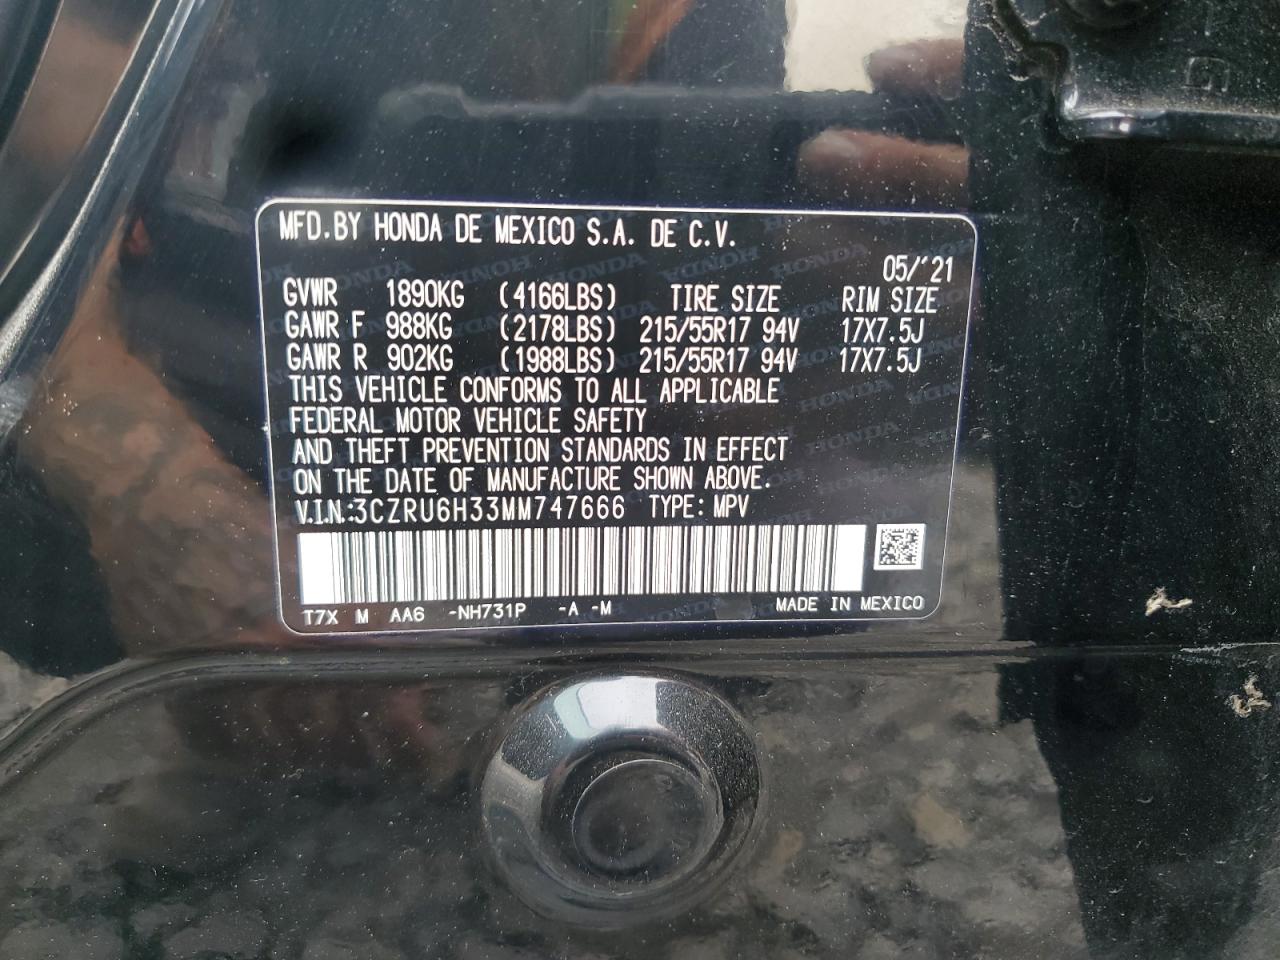 MFD.BY HONDA DE MEXICO S.A. DE C.V.
05/'21
GVWR 1890KG (4166LBS) TIRE SIZE RIM SIZE
GAWR F 988KG (2178LBS) 215/55R17 94V 17X7.5J
GAWR R 902KG (1988LBS) 215/55R17 94V 17X7.5J
THIS VEHICLE CONFORMS TO ALL APPLICABLE
FEDERAL MOTOR VEHICLE SAFETY
AND THEFT PREVENTION STANDARDS IN EFFECT
ON THE DATE OF MANUFACTURE SHOWN ABOVE.
V.I.N.:3CZRU6H33MM747666 TYPE: MPV
T7X M AA6 -NH731P -A -M MADE IN MEXICO